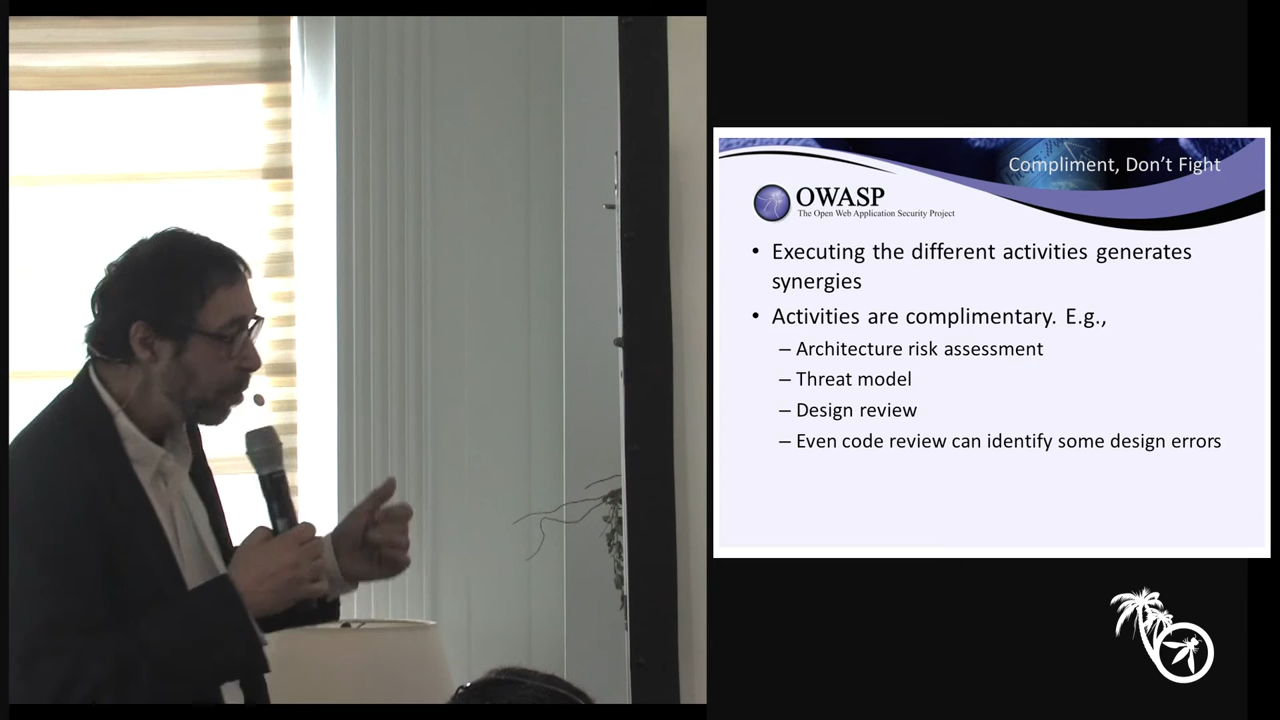 Compliment, Don't Fight
OWASP
The Open Web Application Security Project
• Executing the different activities generates
synergies
• Activities are complimentary. E.g.,
– Architecture risk assessment
– Threat model
– Design review
– Even code review can identify some design errors